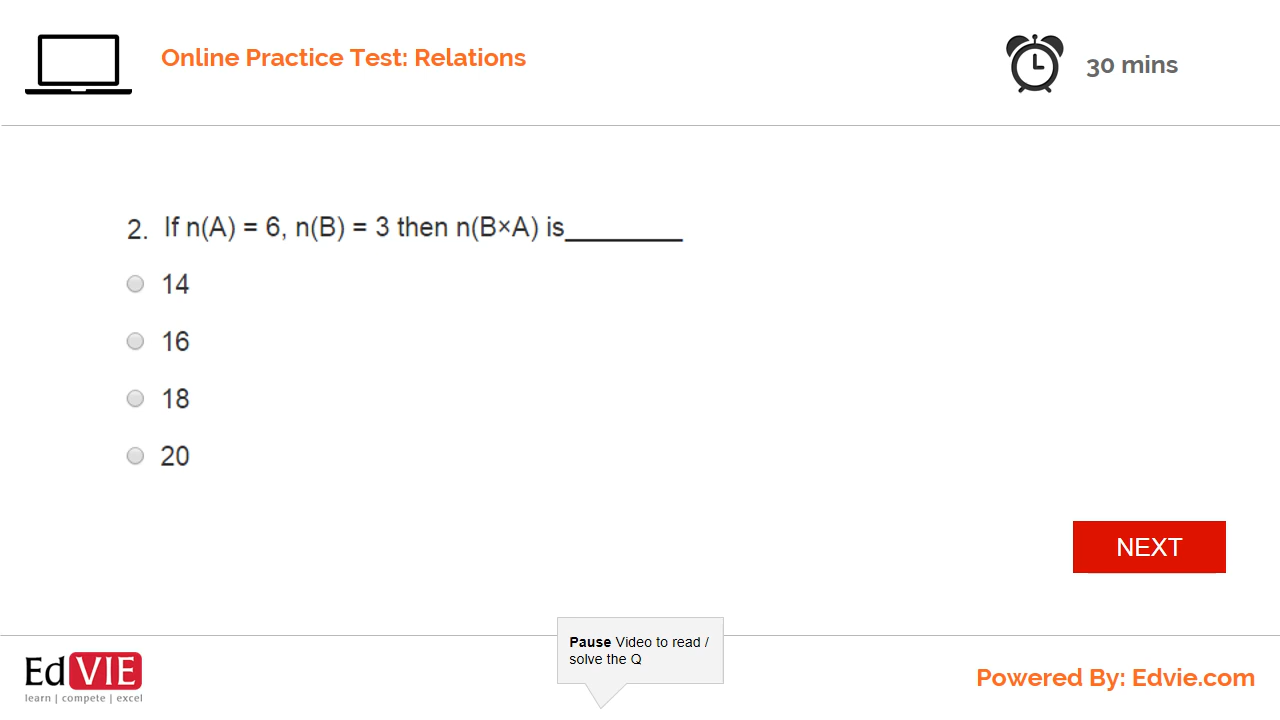 Online Practice Test: Relations
30 mins
2. If n(A) = 6, n(B) = 3 then n(B×A) is________
14
16
18
20
NEXT
Pause Video to read /
solve the Q
EdVIE
learn | compete | excel
Powered By: Edvie.com